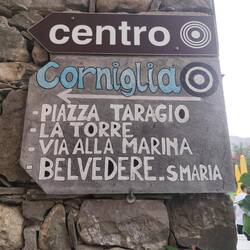 centro
Corniglia
- PIAZZA TARAGIO
- LA TORRE
- VIA ALLA MARINA
- BELVEDERE. S MARIA